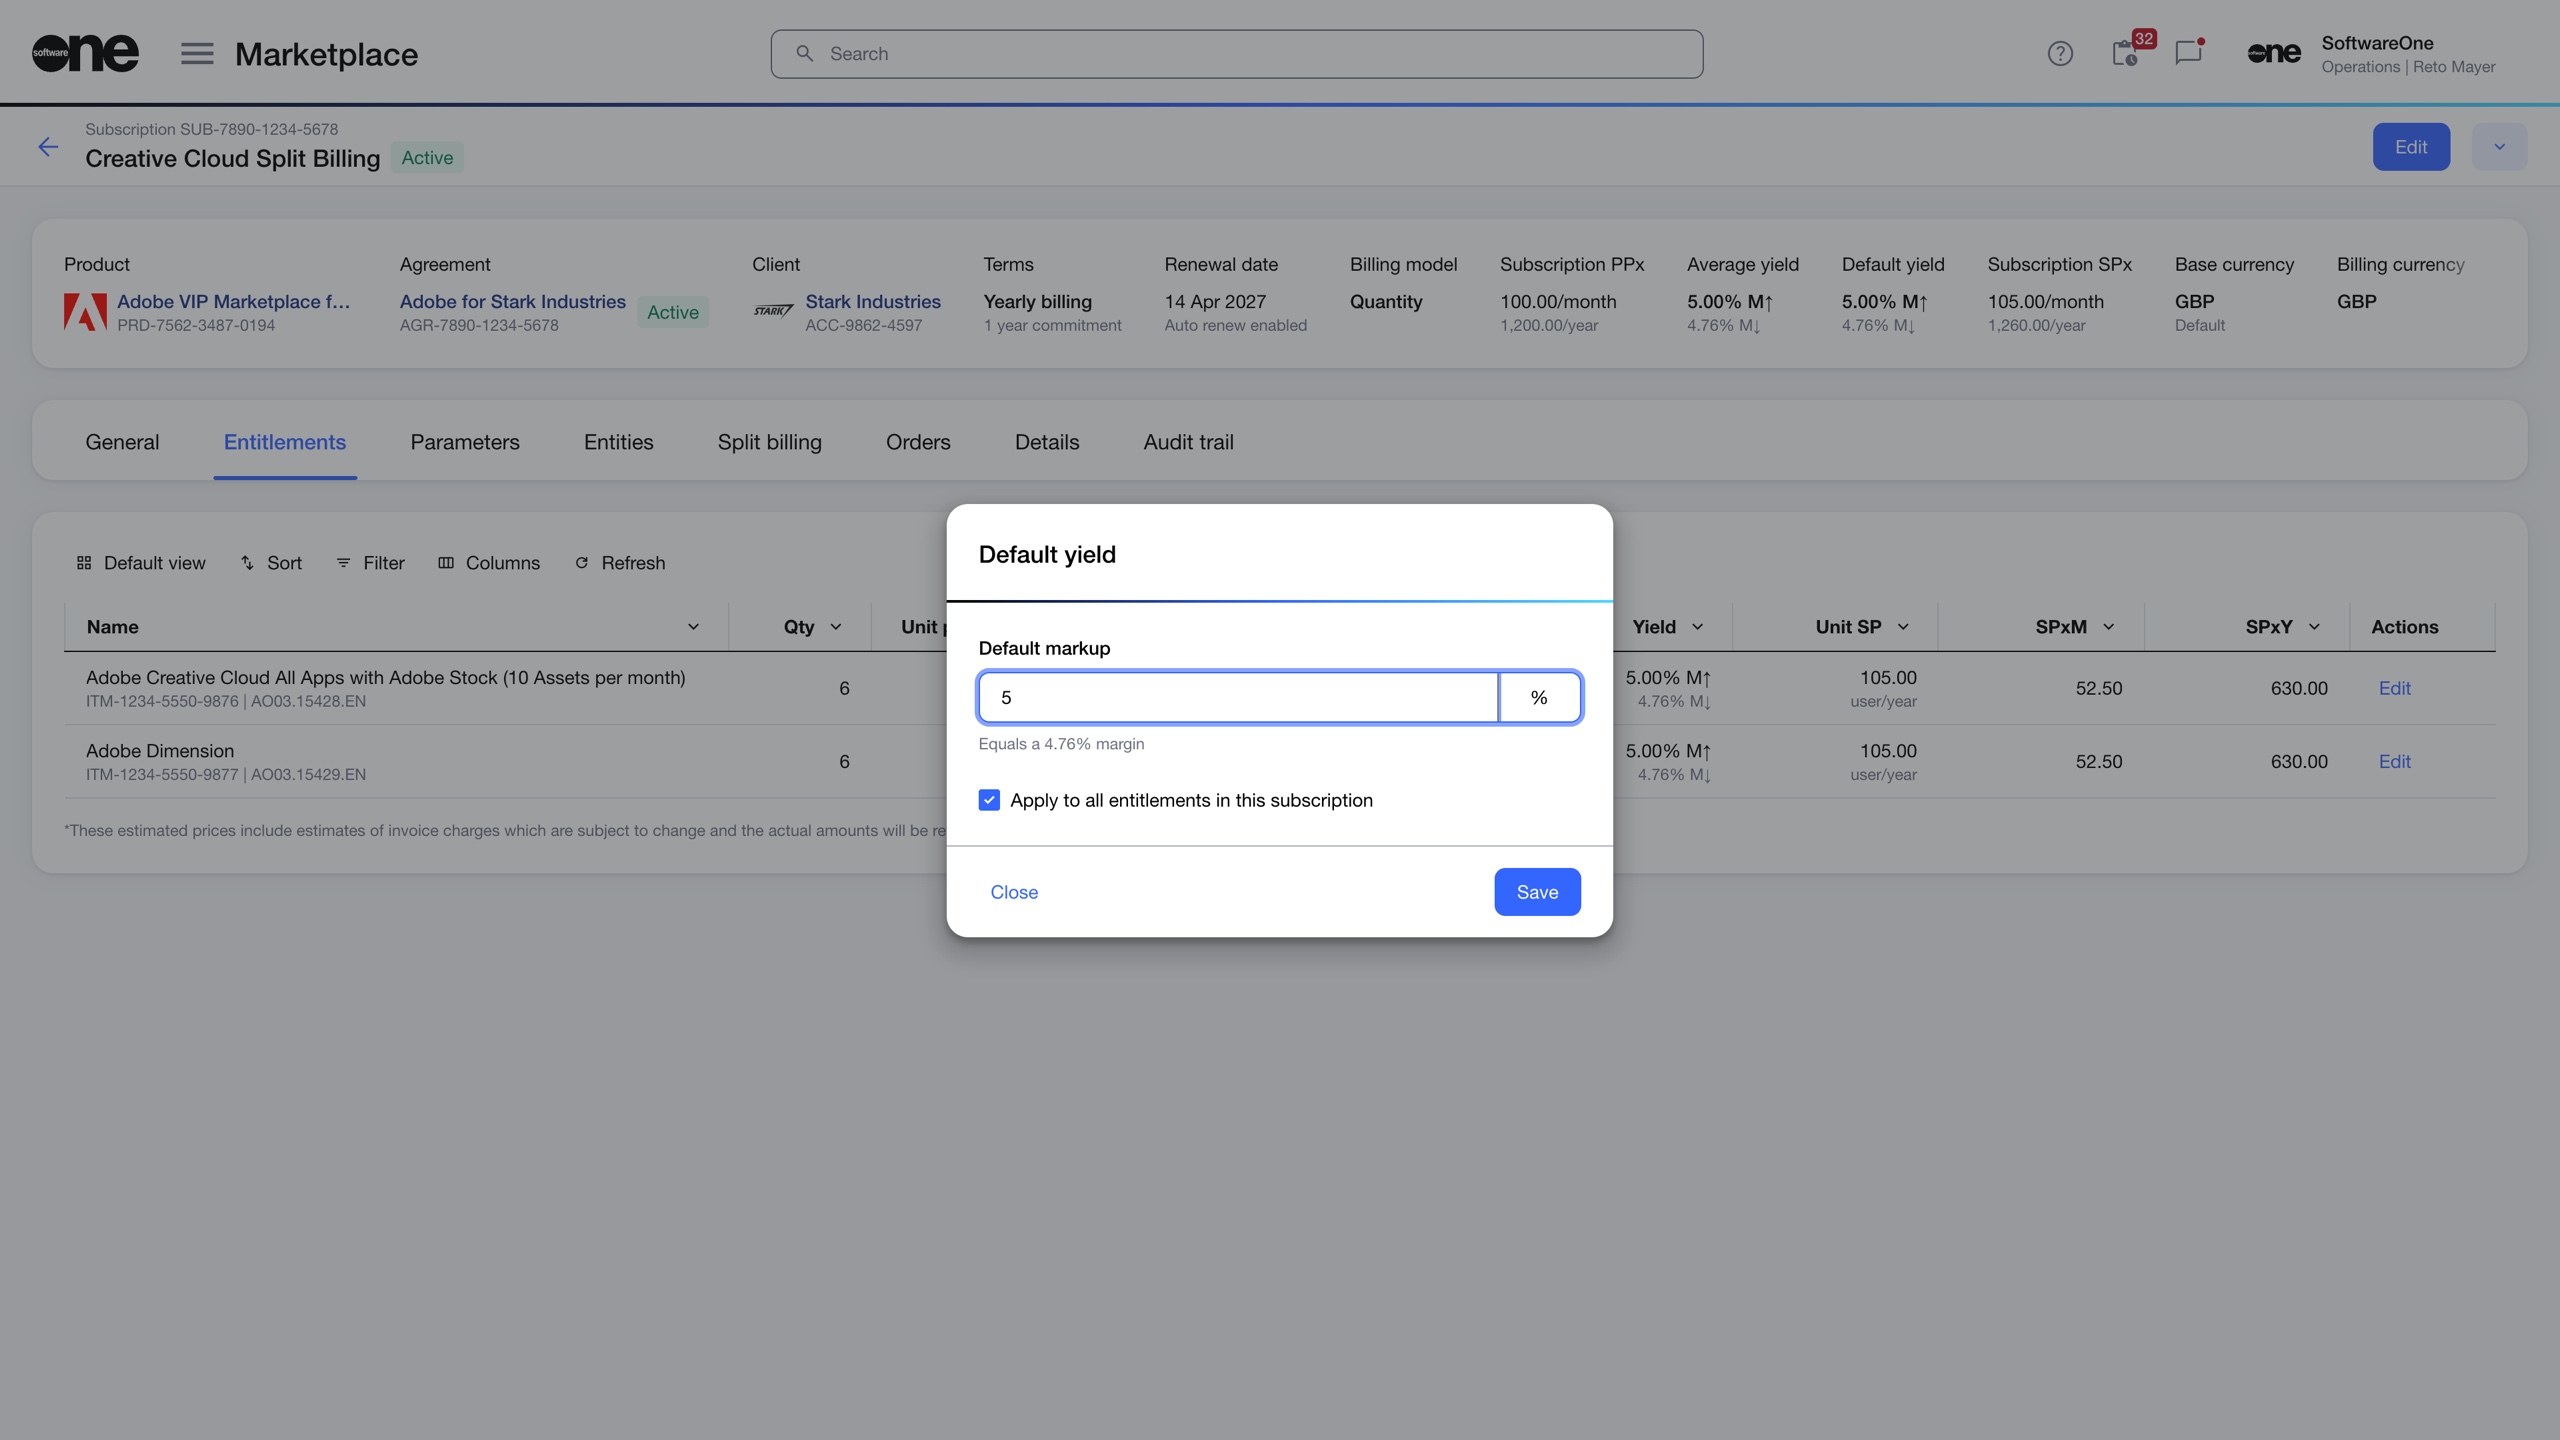 software one
Marketplace
Search
32
one
SoftwareOne
Operations | Reto Mayer
Subscription SUB-7890-1234-5678
Creative Cloud Split Billing
Active
Edit
Product
Adobe VIP Marketplace f...
PRD-7562-3487-0194
Agreement
Adobe for Stark Industries
AGR-7890-1234-5678
Active
Client
STARK
Stark Industries
ACC-9862-4597
Terms
Yearly billing
1 year commitment
Renewal date
14 Apr 2027
Auto renew enabled
Billing model
Quantity
Subscription PPx
100.00/month
1,200.00/year
Average yield
5.00% M↑
4.76% M↓
Default yield
5.00% M↑
4.76% M↓
Subscription SPx
105.00/month
1,260.00/year
Base currency
GBP
Default
Billing currency
GBP
General
Entitlements
Parameters
Entities
Split billing
Orders
Details
Audit trail
Default view
Sort
Filter
Columns
Refresh
Name
Qty
Unit
Yield
Unit SP
SPxM
SPxY
Actions
Adobe Creative Cloud All Apps with Adobe Stock (10 Assets per month)
ITM-1234-5550-9876 | AO03.15428.EN
6
5.00% M↑
4.76% M↓
105.00
user/year
52.50
630.00
Edit
Adobe Dimension
ITM-1234-5550-9877 | AO03.15429.EN
6
5.00% M↑
4.76% M↓
105.00
user/year
52.50
630.00
Edit
*These estimated prices include estimates of invoice charges which are subject to change and the actual amounts will be re
Default yield
Default markup
5
%
Equals a 4.76% margin
Apply to all entitlements in this subscription
Close
Save